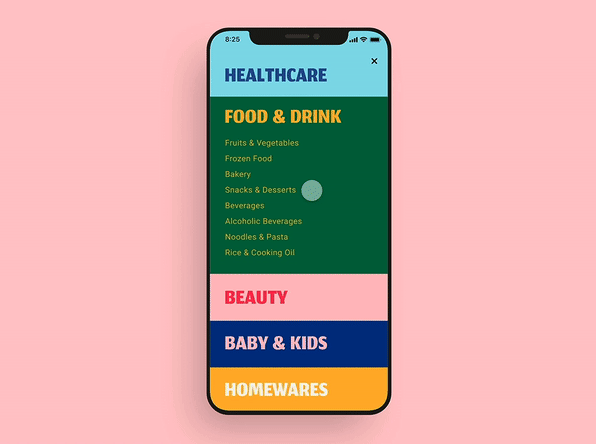 8:25
HEALTHCARE
FOOD & DRINK
Fruits & Vegetables
Frozen Food
Bakery
Snacks & Desserts
Beverages
Alcoholic Beverages
Noodles & Pasta
Rice & Cooking Oil
BEAUTY
BABY & KIDS
HOMEWARES